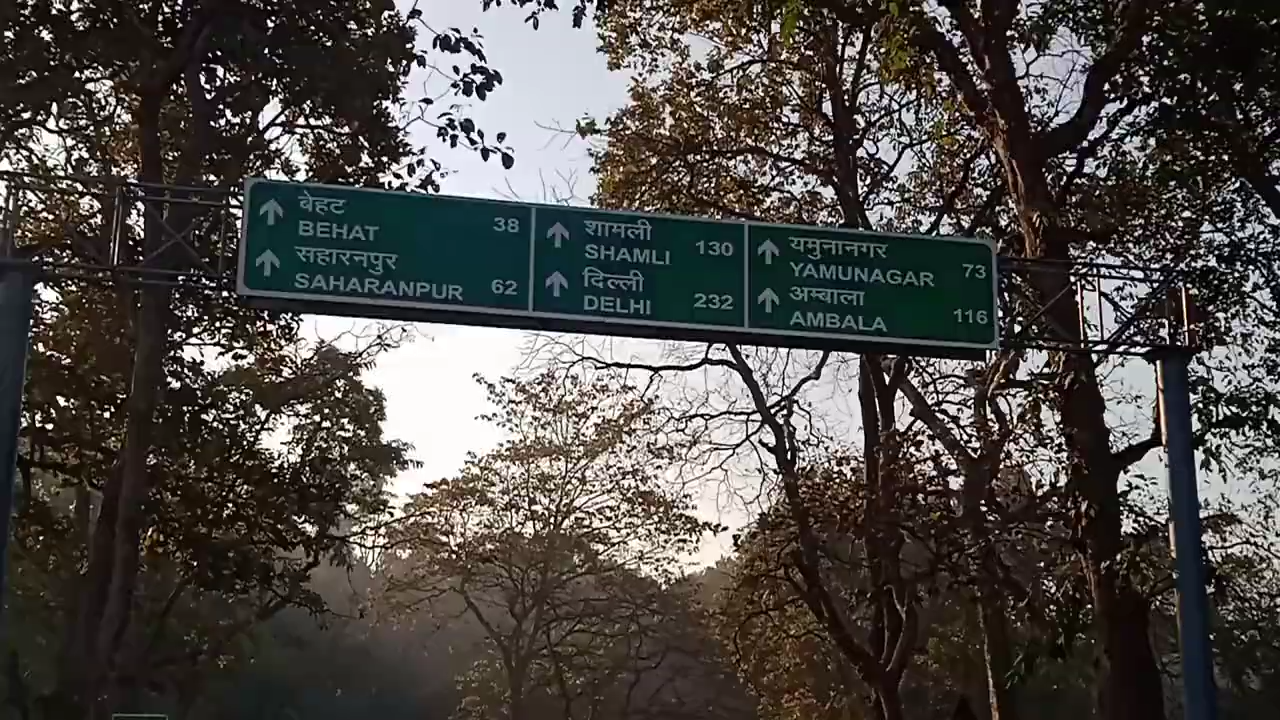 वेहट
BEHAT 38
सहारनपुर
SAHARANPUR 62
शामली
SHAMLI 130
दिल्ली
DELHI 232
यमुनानगर
YAMUNAGAR 73
अम्बाला
AMBALA 116